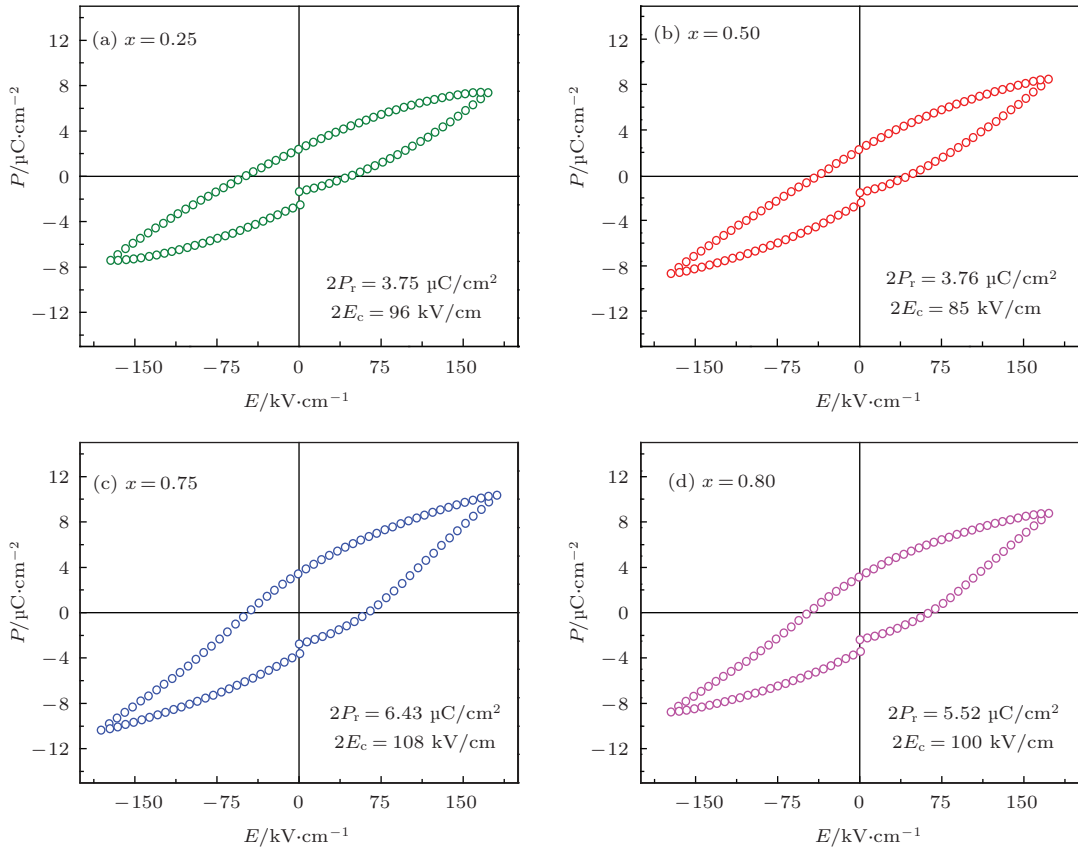 (a) x = 0.25
12
8
4
0
−4
−8
−12
P/µC·cm−2
2Pr = 3.75 µC/cm2
2Ec = 96 kV/cm
−150 −75 0 75 150
E/kV·cm−1
(b) x = 0.50
12
8
4
0
−4
−8
−12
P/µC·cm−2
2Pr = 3.76 µC/cm2
2Ec = 85 kV/cm
−150 −75 0 75 150
E/kV·cm−1
(c) x = 0.75
12
8
4
0
−4
−8
−12
P/µC·cm−2
2Pr = 6.43 µC/cm2
2Ec = 108 kV/cm
−150 −75 0 75 150
E/kV·cm−1
(d) x = 0.80
12
8
4
0
−4
−8
−12
P/µC·cm−2
2Pr = 5.52 µC/cm2
2Ec = 100 kV/cm
−150 −75 0 75 150
E/kV·cm−1